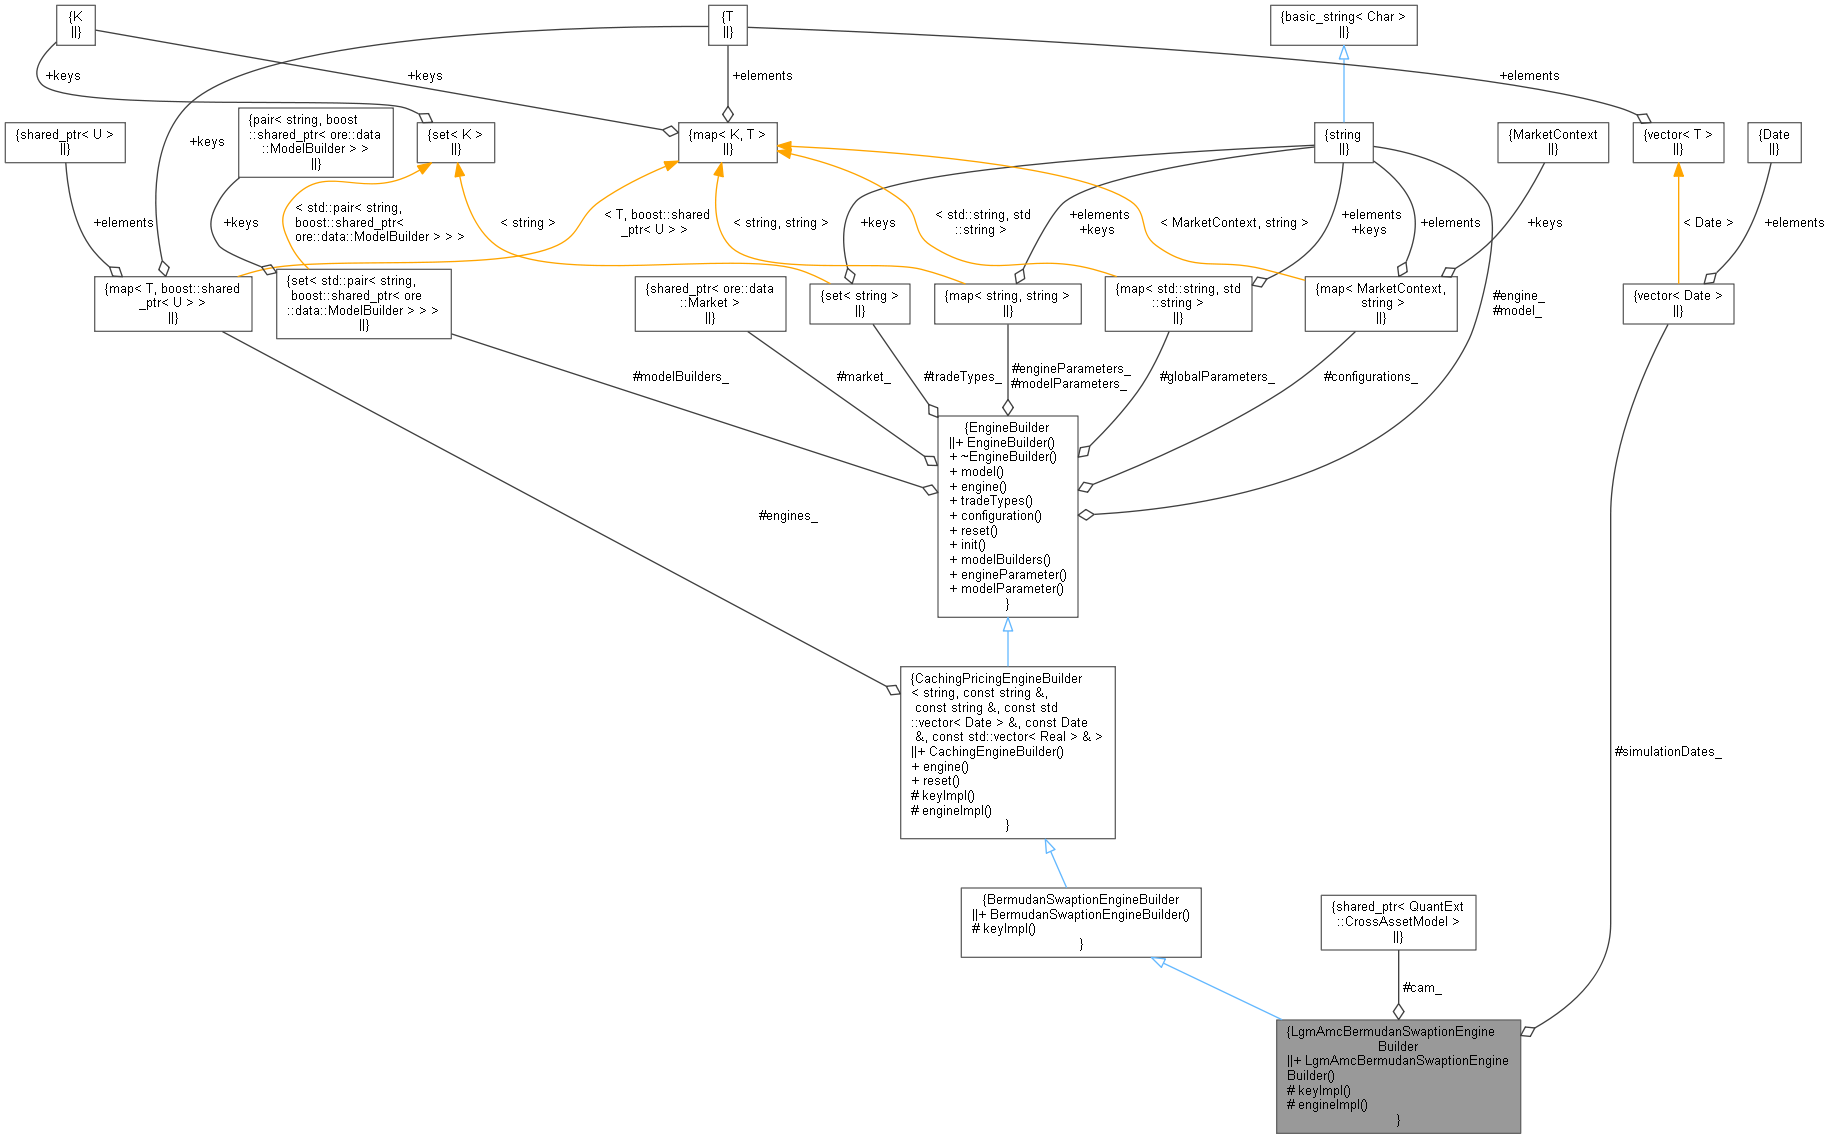 {K
||}
{T
||}
{basic_string< Char >
||}
+keys
+keys
+elements
+elements
{shared_ptr< U >
||}
{pair< string, boost
::shared_ptr< ore::data
::ModelBuilder > >
||}
+keys
{set< K >
||}
{map< K, T >
||}
{string
||}
{MarketContext
||}
{vector< T >
||}
{Date
||}
+elements
+keys
< std::pair< string,
boost::shared_ptr<
ore::data::ModelBuilder > > >
< string >
< T, boost::shared
_ptr< U > >
< string, string >
+keys
< std::string, std
::string >
+elements
+keys
< MarketContext, string >
+elements
+keys
+elements
+keys
< Date >
+elements
{map< T, boost::shared
_ptr< U > >
||}
{set< std::pair< string,
boost::shared_ptr< ore
::data::ModelBuilder > > >
||}
{shared_ptr< ore::data
::Market >
||}
{set< string >
||}
{map< string, string >
||}
{map< std::string, std
::string >
||}
{map< MarketContext,
string >
||}
#engine_
#model_
{vector< Date >
||}
#modelBuilders_
#market_
#tradeTypes_
#engineParameters_
#modelParameters_
#globalParameters_
#configurations_
{EngineBuilder
||+ EngineBuilder()
+ ~EngineBuilder()
+ model()
+ engine()
+ tradeTypes()
+ configuration()
+ reset()
+ init()
+ modelBuilders()
+ engineParameter()
+ modelParameter()
}
#engines_
{CachingPricingEngineBuilder
< string, const string &,
const string &, const std
::vector< Date > &, const Date
&, const std::vector< Real > & >
||+ CachingEngineBuilder()
+ engine()
+ reset()
# keyImpl()
# engineImpl()
}
#simulationDates_
{BermudanSwaptionEngineBuilder
||+ BermudanSwaptionEngineBuilder()
# keyImpl()
}
{shared_ptr< QuantExt
::CrossAssetModel >
||}
#cam_
{LgmAmcBermudanSwaptionEngine
Builder
||+ LgmAmcBermudanSwaptionEngine
Builder()
# keyImpl()
# engineImpl()
}